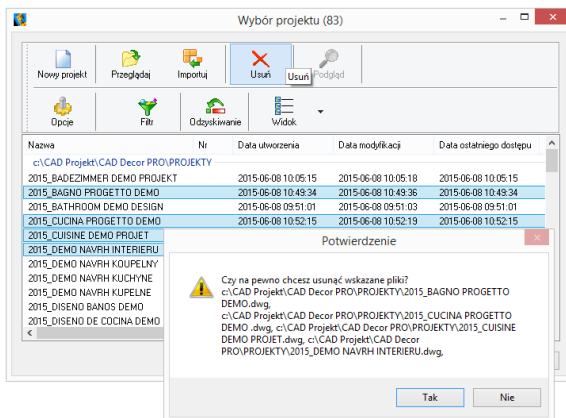 Wybór projektu (83)
Nowy projekt Przeglądaj Importuj Usuń Podgląd
Usuń
Opcje Filtr Odzyskiwanie Widok
Nazwa Nr Data utworzenia Data modyfikacji Data ostatniego dostępu
c:\CAD Projekt\CAD Decor PRO\PROJEKTY
2015_BADEZIMMER DEMO PROJEKT 2015-06-08 10:05:15 2015-06-08 10:05:18 2015-06-08 10:05:15
2015_BAGNO PROGETTO DEMO 2015-06-08 10:49:34 2015-06-08 10:49:36 2015-06-08 10:49:34
2015_BATHROOM DEMO DESIGN 2015-06-08 09:51:01 2015-06-08 09:51:03 2015-06-08 09:51:01
2015_CUCINA PROGETTO DEMO 2015-06-08 10:52:15 2015-06-08 10:52:19 2015-06-08 10:52:15
2015_CUISINE DEMO PROJET
2015_DEMO NAVRH INTERIERU
2015_DEMO NAVRH KOUPELNY
2015_DEMO NAVRH KUCHYNE
2015_DEMO NAVRH KUPELNE
2015_DISENO BANOS DEMO
2015_DISENO DE COCINA DEMO
Potwierdzenie
Czy na pewno chcesz usunąć wskazane pliki?
c:\CAD Projekt\CAD Decor PRO\PROJEKTY\2015_BAGNO PROGETTO
DEMO.dwg,
c:\CAD Projekt\CAD Decor PRO\PROJEKTY\2015_CUCINA PROGETTO
DEMO .dwg, c:\CAD Projekt\CAD Decor PRO\PROJEKTY\2015_CUISINE
DEMO PROJET.dwg, c:\CAD Projekt\CAD Decor
PRO\PROJEKTY\2015_DEMO NAVRH INTERIERU.dwg,
Tak Nie